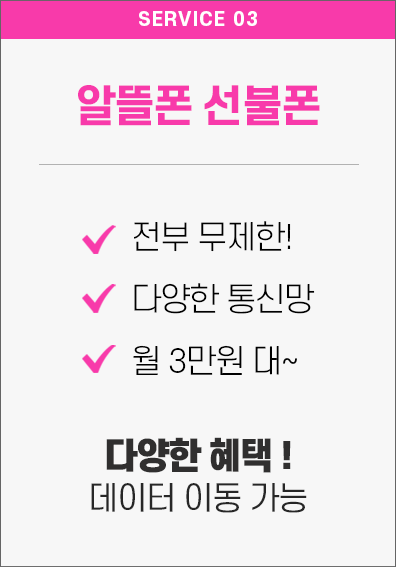 SERVICE 03
알뜰폰 선불폰
전부 무제한!
다양한 통신망
월 3만원 대~
다양한 혜택 !
데이터 이동 가능